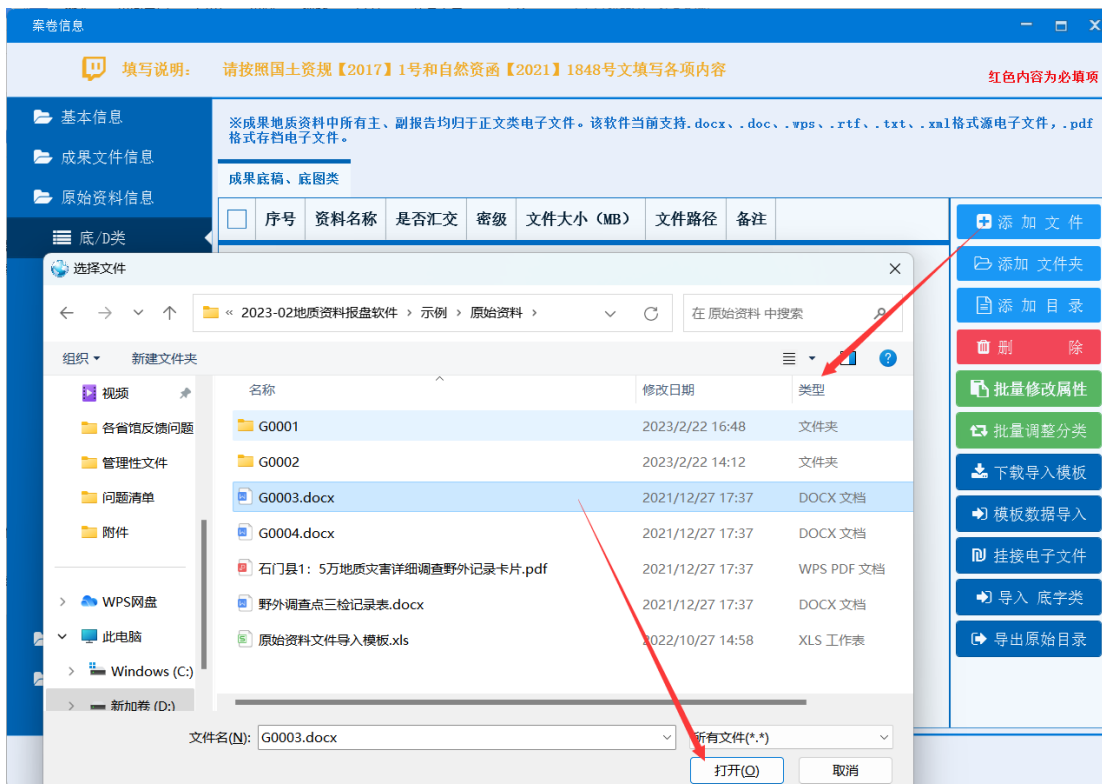 案卷信息
填写说明: 请按照国土资规【2017】1号和自然资函【2021】1848号文填写各项内容
红色内容为必填项
基本信息
成果文件信息
原始资料信息
底/D类
※成果地质资料中所有主、副报告均归于正文类电子文件。该软件当前支持.docx、.doc、.wps、.rtf、.txt、.xml格式源电子文件，.pdf
格式存档电子文件。
成果底稿、底图类
序号 资料名称 是否汇交 密级 文件大小（MB） 文件路径 备注
添 加 文 件
添加 文件夹
添 加 目 录
删 除
批量修改属性
批量调整分类
下载导入模板
模板数据导入
挂接电子文件
导入 底字类
导出原始目录
选择文件
« 2023-02地质资料报盘软件 › 示例 › 原始资料 ›
在 原始资料 中搜索
组织 新建文件夹
视频
各省馆反馈问题
管理性文件
问题清单
附件
WPS网盘
此电脑
Windows (C:)
新加卷 (D:)
名称 修改日期 类型
G0001 2023/2/22 16:48 文件夹
G0002 2023/2/22 14:12 文件夹
G0003.docx 2021/12/27 17:37 DOCX 文档
G0004.docx 2021/12/27 17:37 DOCX 文档
石门县1：5万地质灾害详细调查野外记录卡片.pdf 2021/12/27 17:37 WPS PDF 文档
野外调查点三检记录表.docx 2021/12/27 17:37 DOCX 文档
原始资料文件导入模板.xls 2022/10/27 14:58 XLS 工作表
文件名(N): G0003.docx 所有文件(*.*)
打开(O) 取消